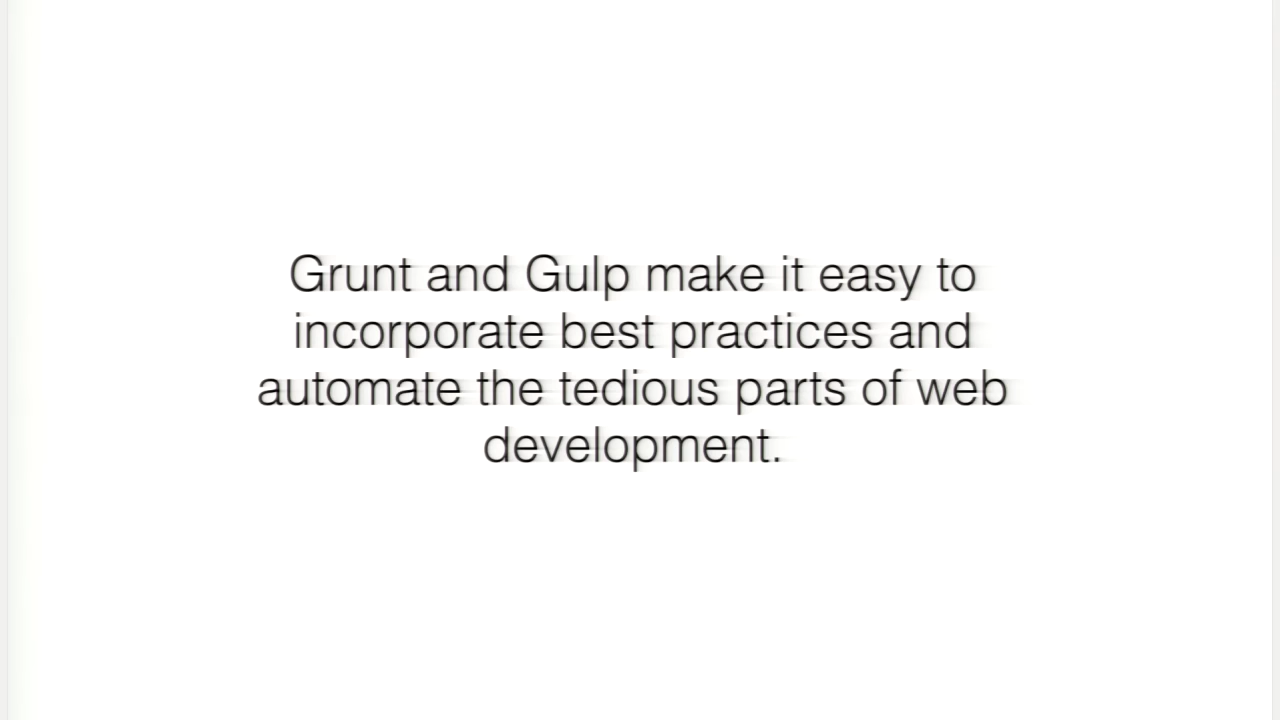 Grunt and Gulp make it easy to
incorporate best practices and
automate the tedious parts of web
development.